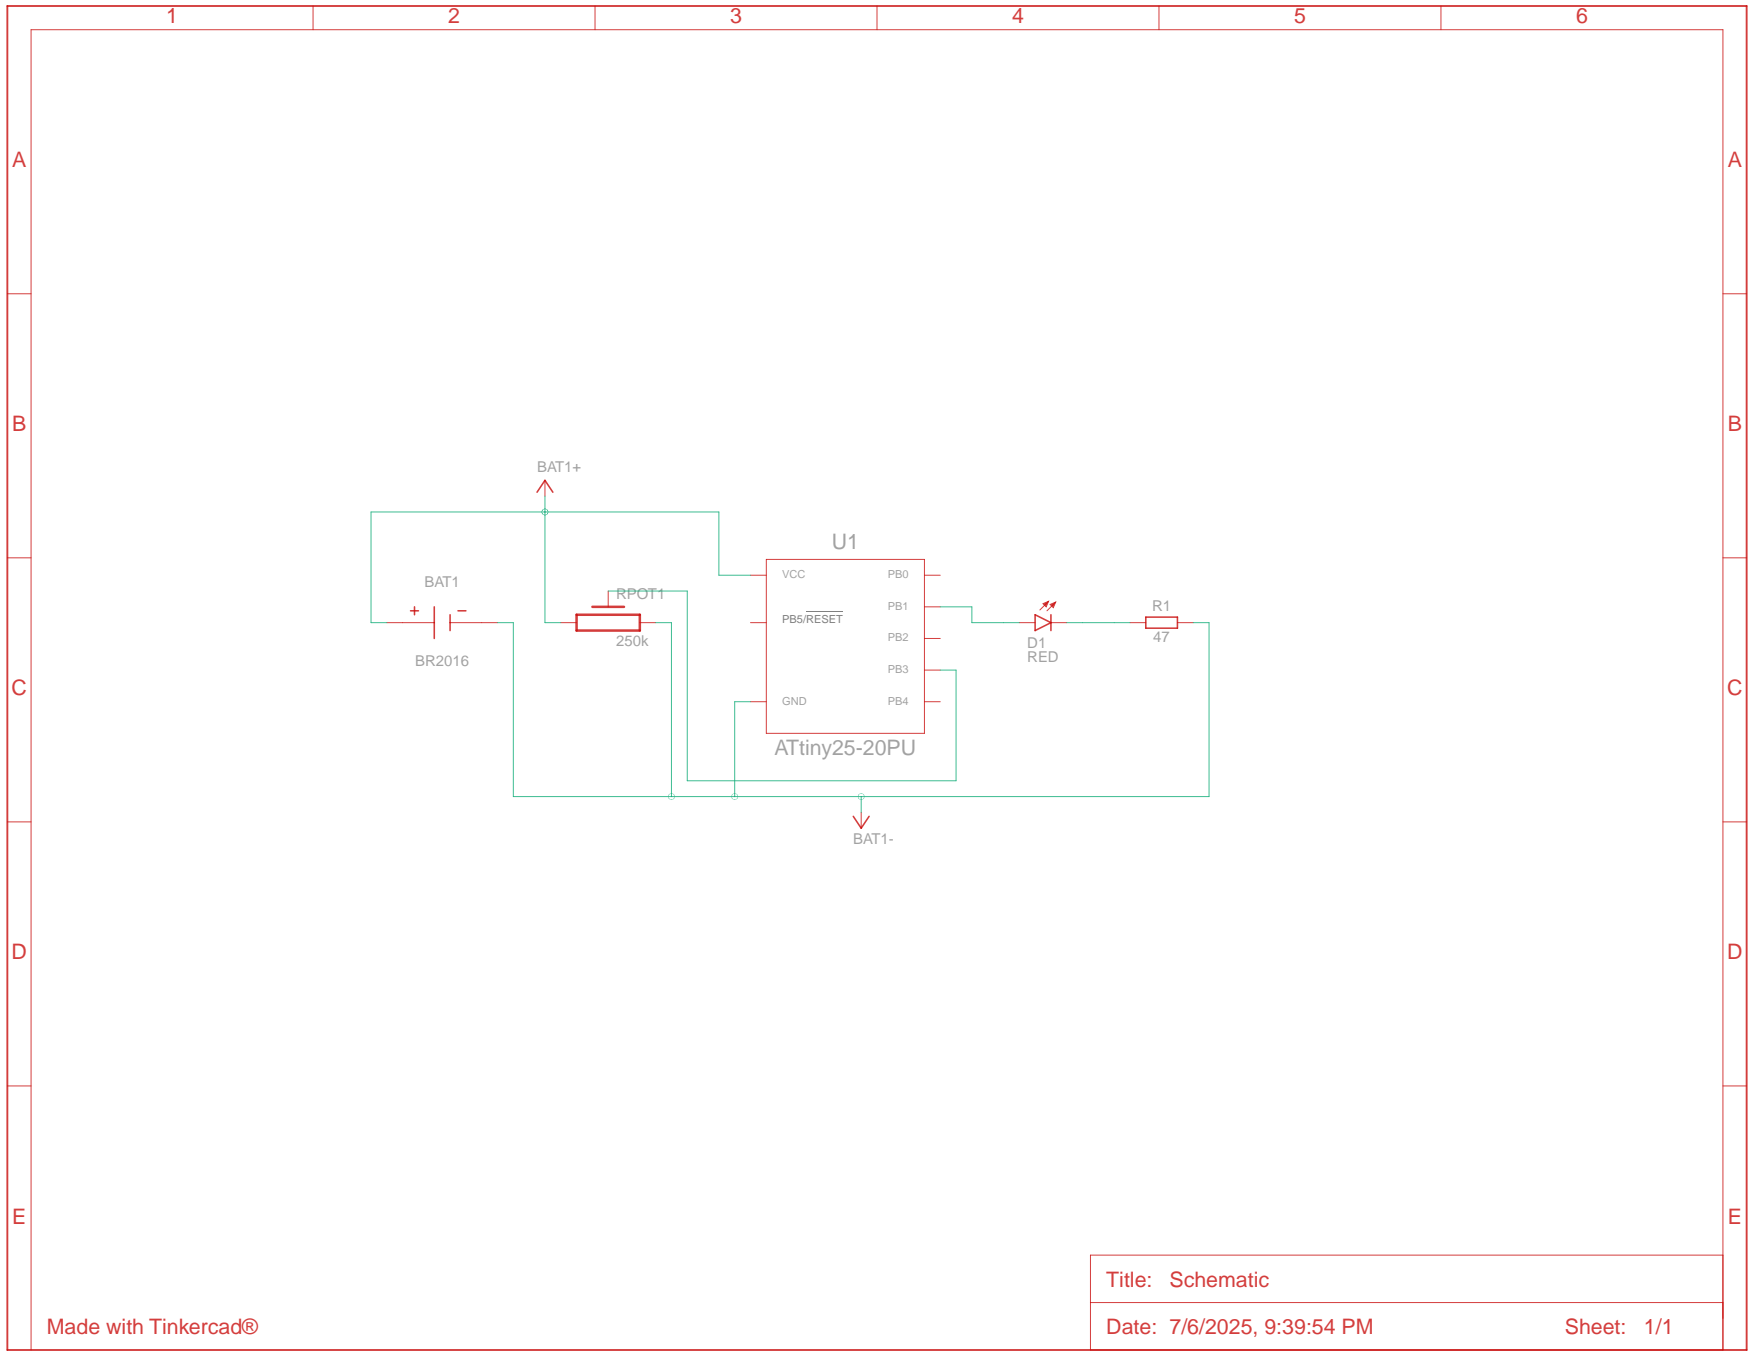 1 2 3 4 5 6
A A
B B
BAT1+
U1
BAT1
+ -
BR2016
RPOT1
250k
VCC PB0
PB1
PB5/RESET
PB2
PB3
GND PB4
ATtiny25-20PU
D1
RED
R1
47
C C
BAT1-
D D
E E
Title: Schematic
Made with Tinkercad®
Date: 7/6/2025, 9:39:54 PM Sheet: 1/1